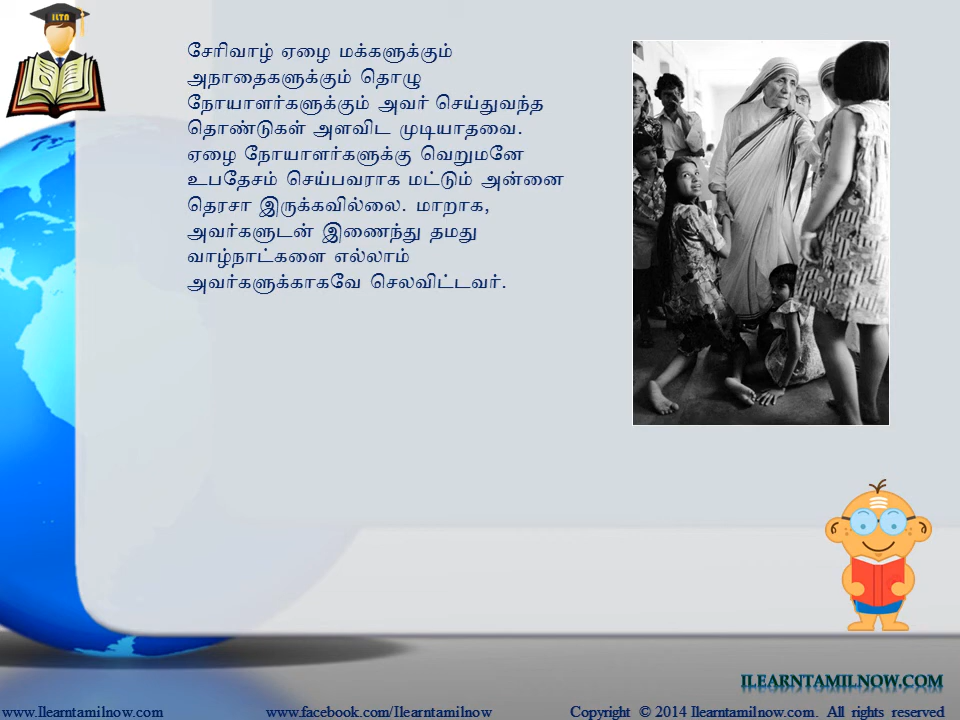 ILTN
சேரிவாழ் ஏழை மக்களுக்கும்
அநாதைகளுக்கும் தொழு
நோயாளர்களுக்கும் அவர் செய்துவந்த
தொண்டுகள் அளவிட முடியாதவை.
ஏழை நோயாளர்களுக்கு வெறுமனே
உபதேசம் செய்பவராக மட்டும் அன்னை
தெரசா இருக்கவில்லை. மாறாக,
அவர்களுடன் இணைந்து தமது
வாழ்நாட்களை எல்லாம்
அவர்களுக்காகவே செலவிட்டவர்.
ILEARNTAMILNOW.COM
www.Ilearntamilnow.com www.facebook.com/Ilearntamilnow Copyright © 2014 Ilearntamilnow.com. All rights reserved